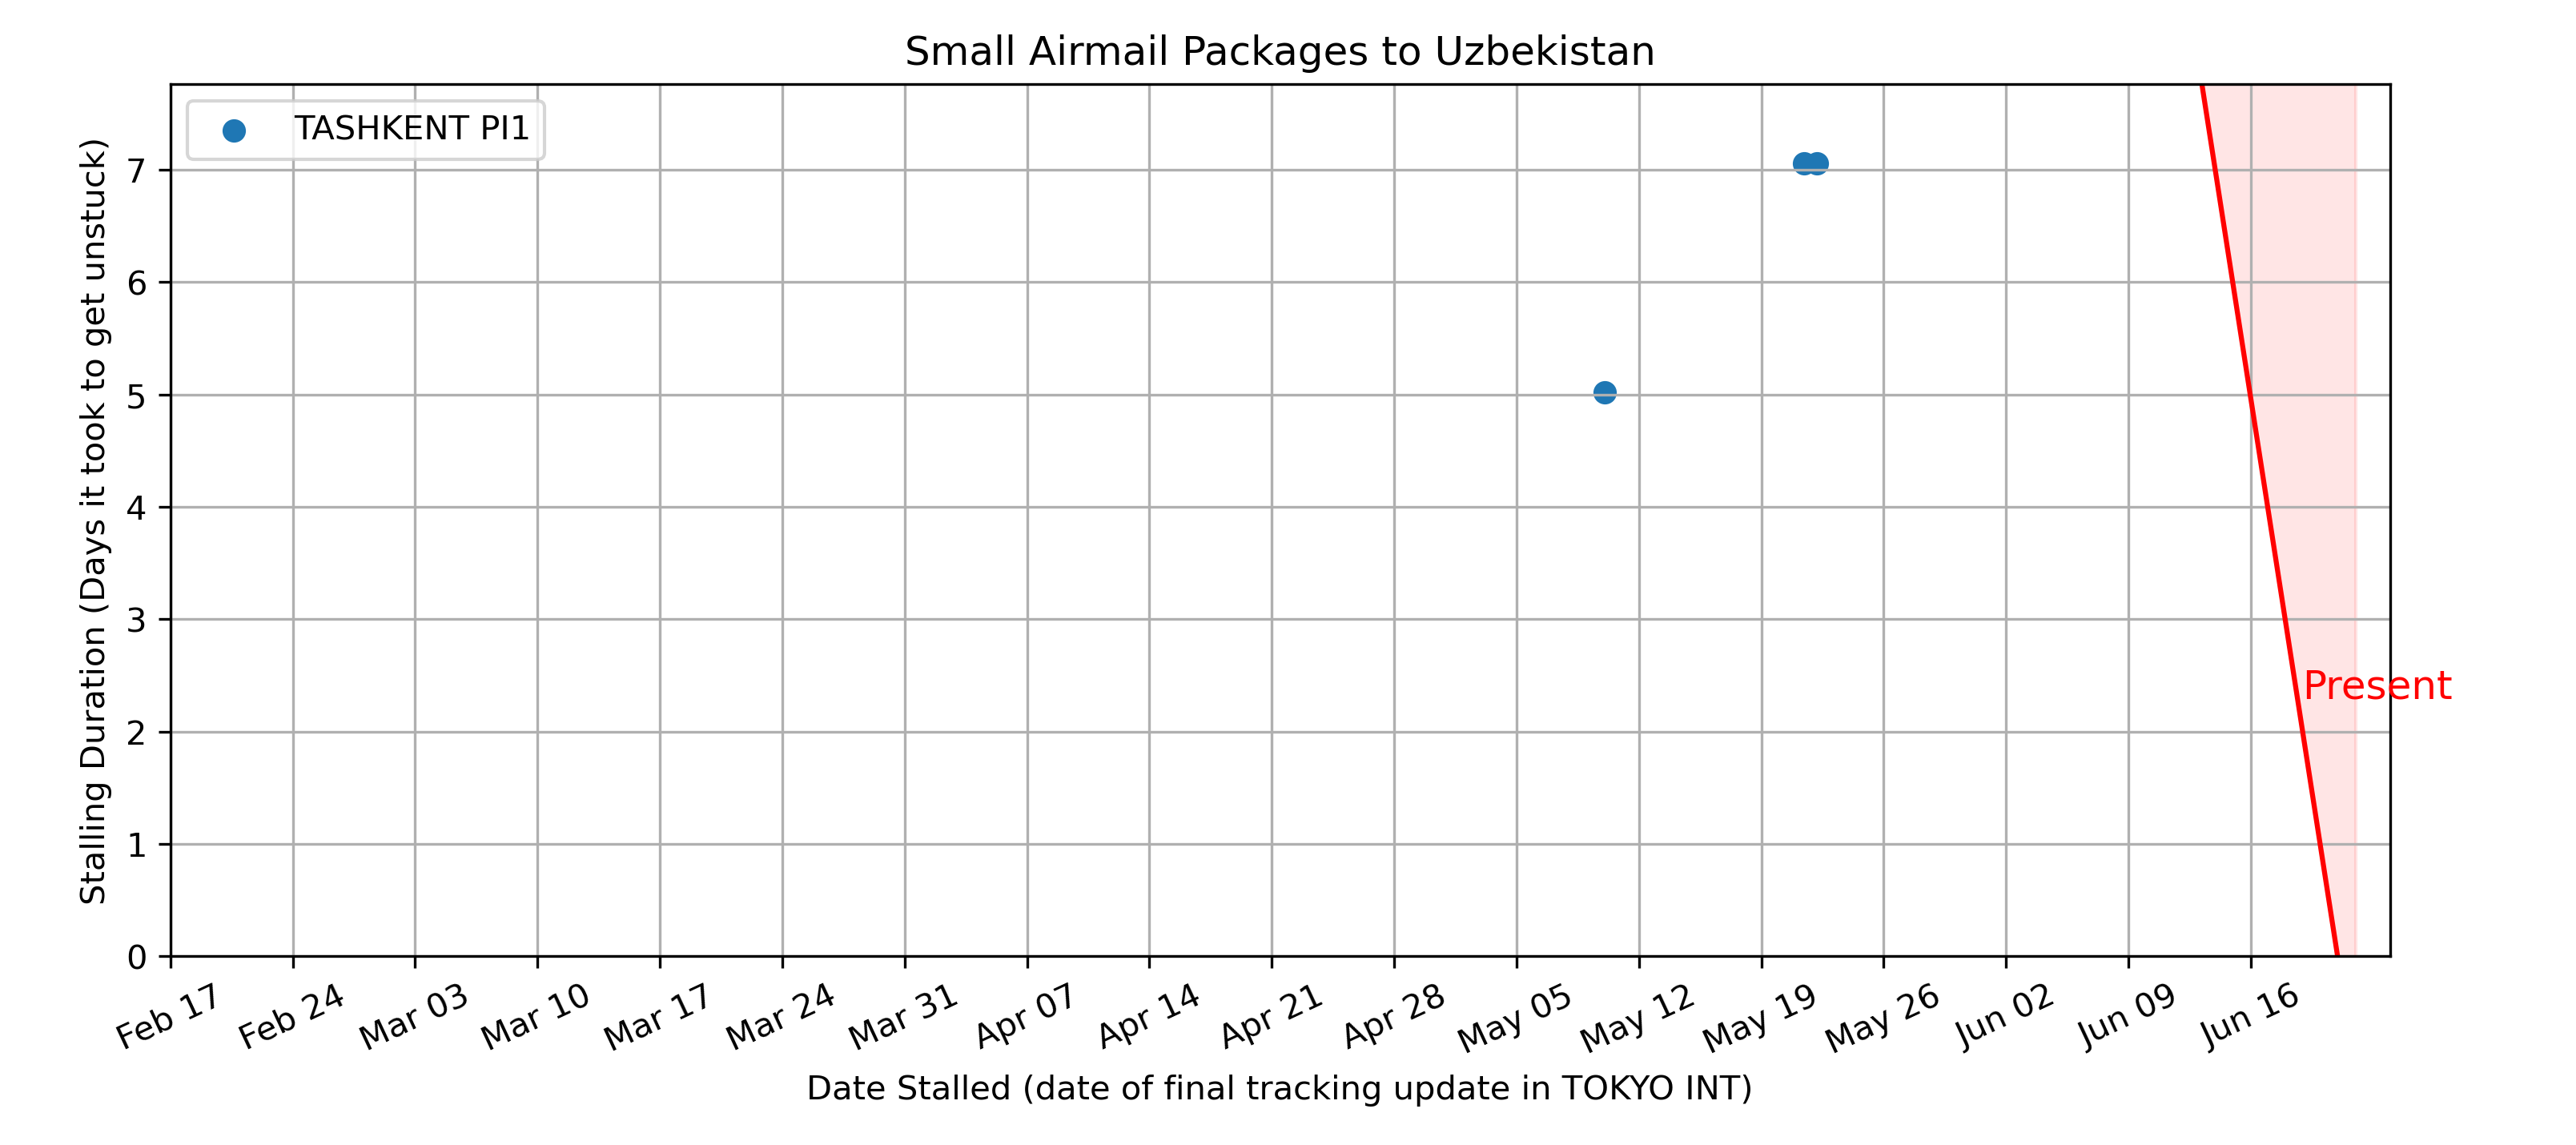 Small Airmail Packages to Uzbekistan
TASHKENT PI1
Stalling Duration (Days it took to get unstuck)
7
6
5
4
3
2
1
0
Present
Feb 17
Feb 24
Mar 03
Mar 10
Mar 17
Mar 24
Mar 31
Apr 07
Apr 14
Apr 21
Apr 28
May 05
May 12
May 19
May 26
Jun 02
Jun 09
Jun 16
Date Stalled (date of final tracking update in TOKYO INT)